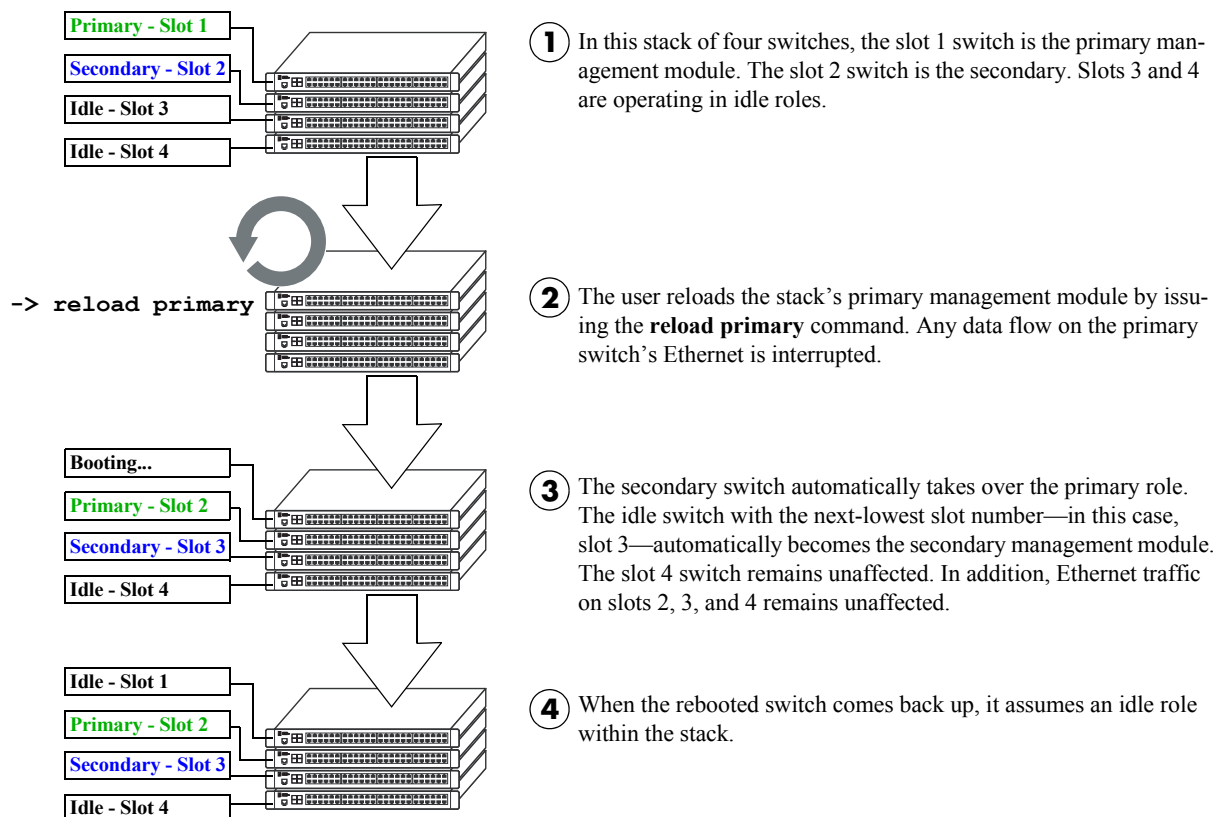 Primary - Slot 1
Secondary - Slot 2
Idle - Slot 3
Idle - Slot 4
1
In this stack of four switches, the slot 1 switch is the primary man-
agement module. The slot 2 switch is the secondary. Slots 3 and 4
are operating in idle roles.
-> reload primary
2
The user reloads the stack’s primary management module by issu-
ing the reload primary command. Any data flow on the primary
switch’s Ethernet is interrupted.
Booting...
Primary - Slot 2
Secondary - Slot 3
Idle - Slot 4
3
The secondary switch automatically takes over the primary role.
The idle switch with the next-lowest slot number—in this case,
slot 3—automatically becomes the secondary management module.
The slot 4 switch remains unaffected. In addition, Ethernet traffic
on slots 2, 3, and 4 remains unaffected.
Idle - Slot 1
Primary - Slot 2
Secondary - Slot 3
Idle - Slot 4
4
When the rebooted switch comes back up, it assumes an idle role
within the stack.